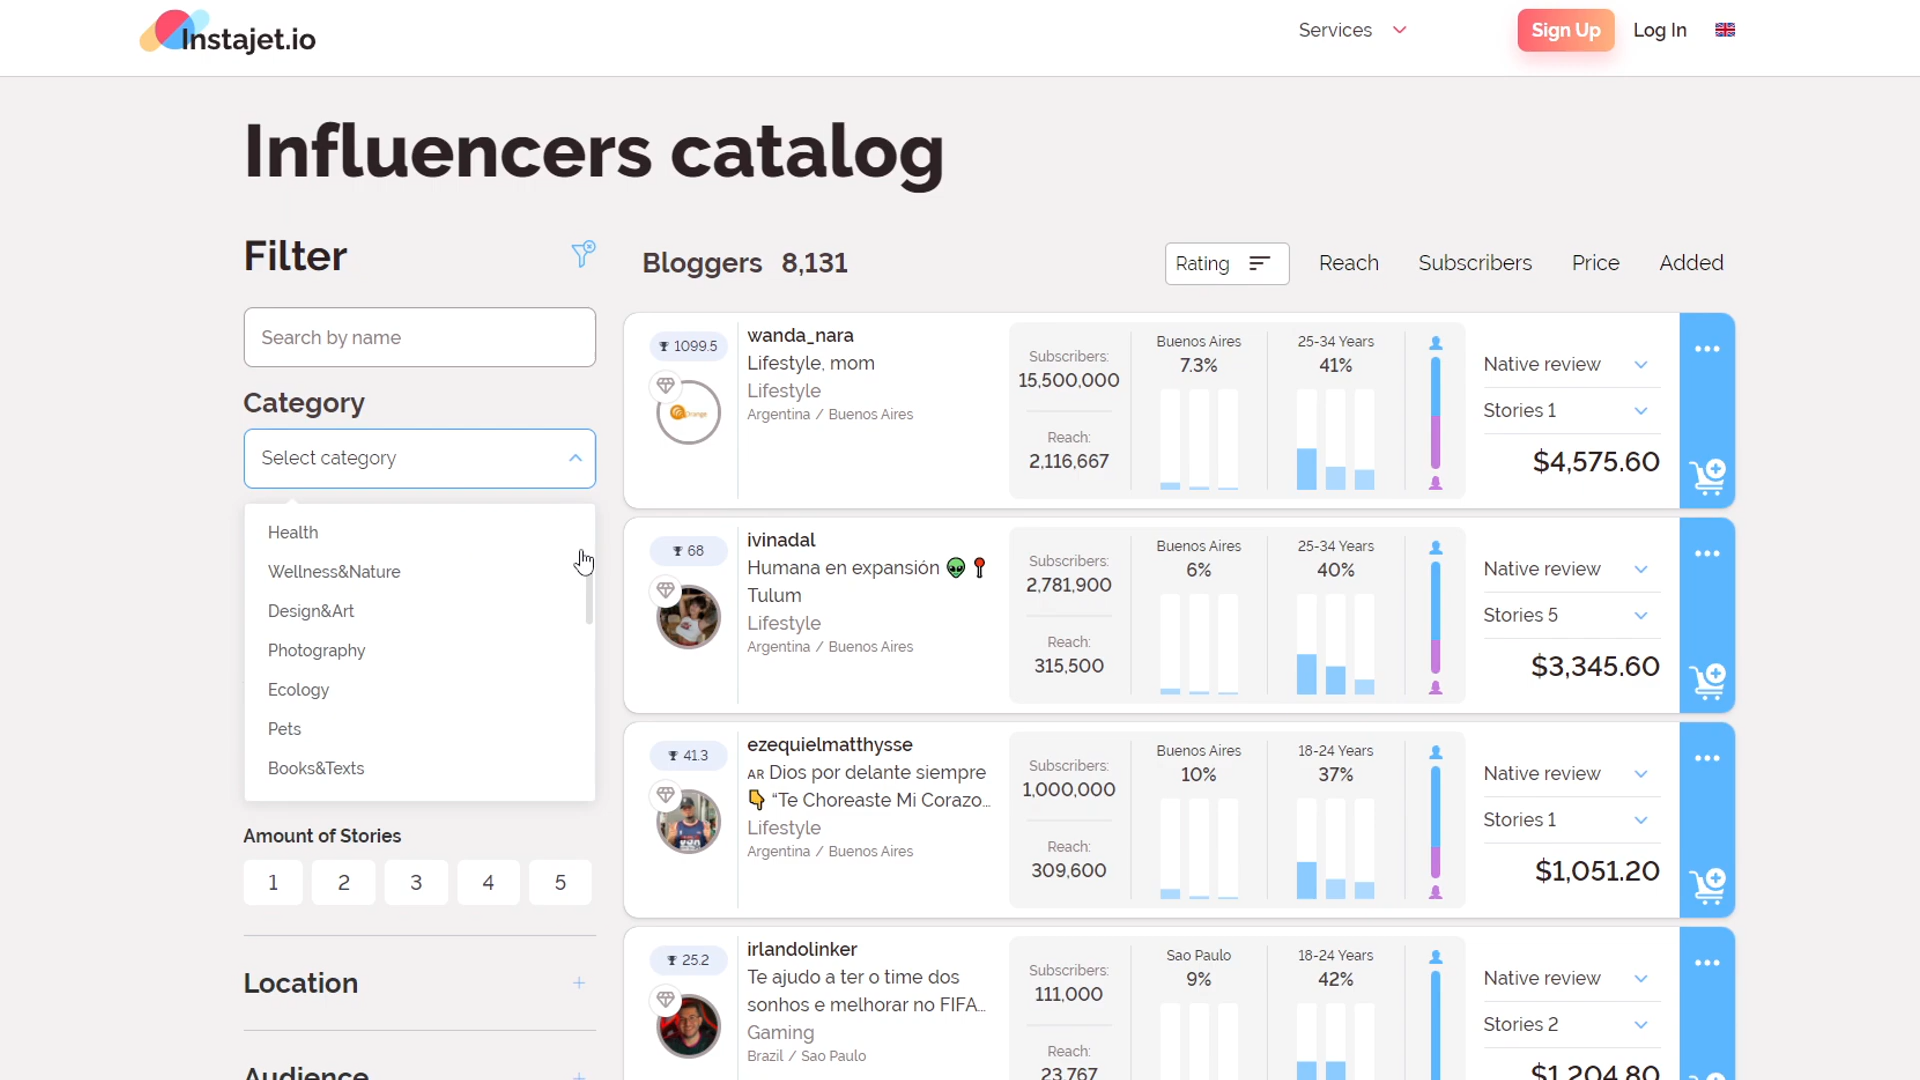 Instajet.io
Services
Sign Up
Log In
Influencers catalog
Filter
Search by name
Category
Select category
Health
Wellness&Nature
Design&Art
Photography
Ecology
Pets
Books&Texts
Amount of Stories
1 2 3 4 5
Location
Audience
Bloggers 8,131
Rating
Reach
Subscribers
Price
Added
1099.5
Orange
wanda_nara
Lifestyle, mom
Lifestyle
Argentina / Buenos Aires
Subscribers:
15,500,000
Reach:
2,116,667
Buenos Aires
7.3%
25-34 Years
41%
Native review
Stories 1
$4,575.60
68
ivinadal
Humana en expansión 👽📍
Tulum
Lifestyle
Argentina / Buenos Aires
Subscribers:
2,781,900
Reach:
315,500
Buenos Aires
6%
25-34 Years
40%
Native review
Stories 5
$3,345.60
41.3
ezequielmatthysse
AR Dios por delante siempre
👇 “Te Choreaste Mi Corazo...
Lifestyle
Argentina / Buenos Aires
Subscribers:
1,000,000
Reach:
309,600
Buenos Aires
10%
18-24 Years
37%
Native review
Stories 1
$1,051.20
25.2
irlandolinker
Te ajudo a ter o time dos
sonhos e melhorar no FIFA...
Gaming
Brazil / Sao Paulo
Subscribers:
111,000
Reach:
23,767
Sao Paulo
9%
18-24 Years
42%
Native review
Stories 2
$1,204.80